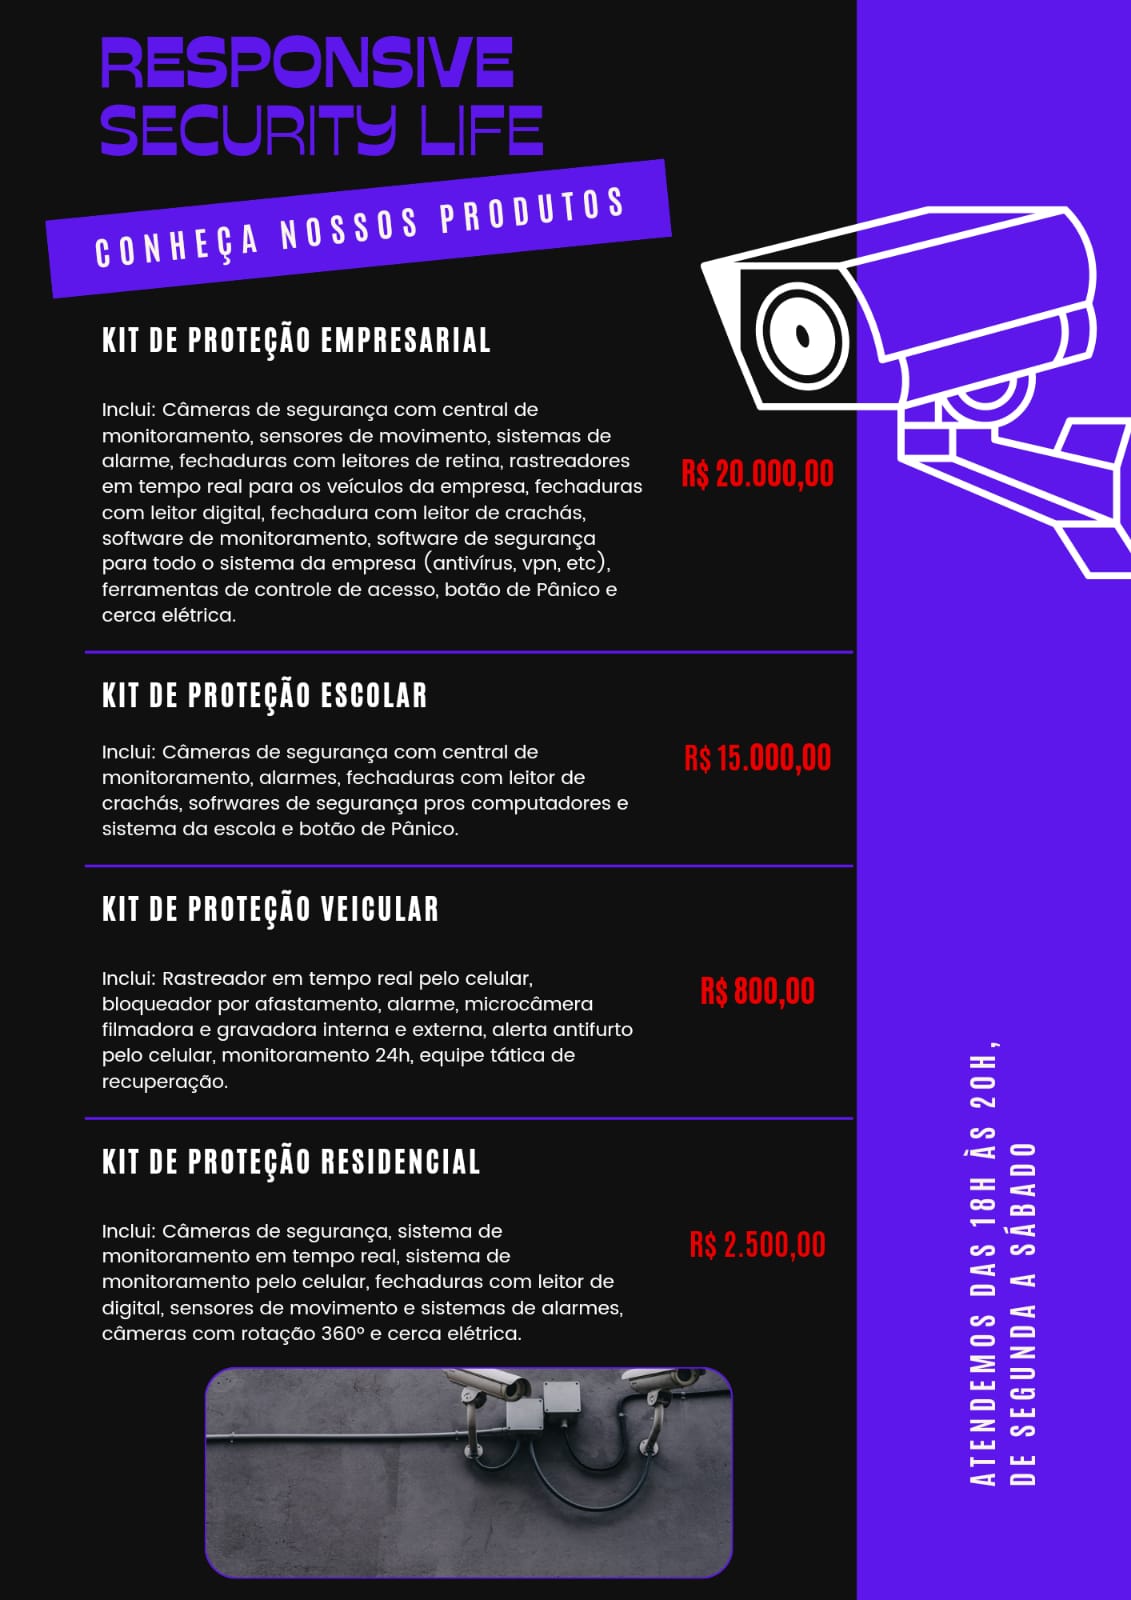 RESPONSIVE
SECURITY LIFE
CONHEÇA NOSSOS PRODUTOS
KIT DE PROTEÇÃO EMPRESARIAL
Inclui: Câmeras de segurança com central de
monitoramento, sensores de movimento, sistemas de
alarme, fechaduras com leitores de retina, rastreadores
em tempo real para os veículos da empresa, fechaduras
com leitor digital, fechadura com leitor de crachás,
software de monitoramento, software de segurança
para todo o sistema da empresa (antivírus, vpn, etc),
ferramentas de controle de acesso, botão de Pânico e
cerca elétrica.
R$ 20.000,00
KIT DE PROTEÇÃO ESCOLAR
Inclui: Câmeras de segurança com central de
monitoramento, alarmes, fechaduras com leitor de
crachás, sofrwares de segurança pros computadores e
sistema da escola e botão de Pânico.
R$ 15.000,00
KIT DE PROTEÇÃO VEICULAR
Inclui: Rastreador em tempo real pelo celular,
bloqueador por afastamento, alarme, microcâmera
filmadora e gravadora interna e externa, alerta antifurto
pelo celular, monitoramento 24h, equipe tática de
recuperação.
R$ 800,00
KIT DE PROTEÇÃO RESIDENCIAL
Inclui: Câmeras de segurança, sistema de
monitoramento em tempo real, sistema de
monitoramento pelo celular, fechaduras com leitor de
digital, sensores de movimento e sistemas de alarmes,
câmeras com rotação 360º e cerca elétrica.
R$ 2.500,00
ATENDEMOS DAS 18H ÀS 20H,
DE SEGUNDA A SÁBADO